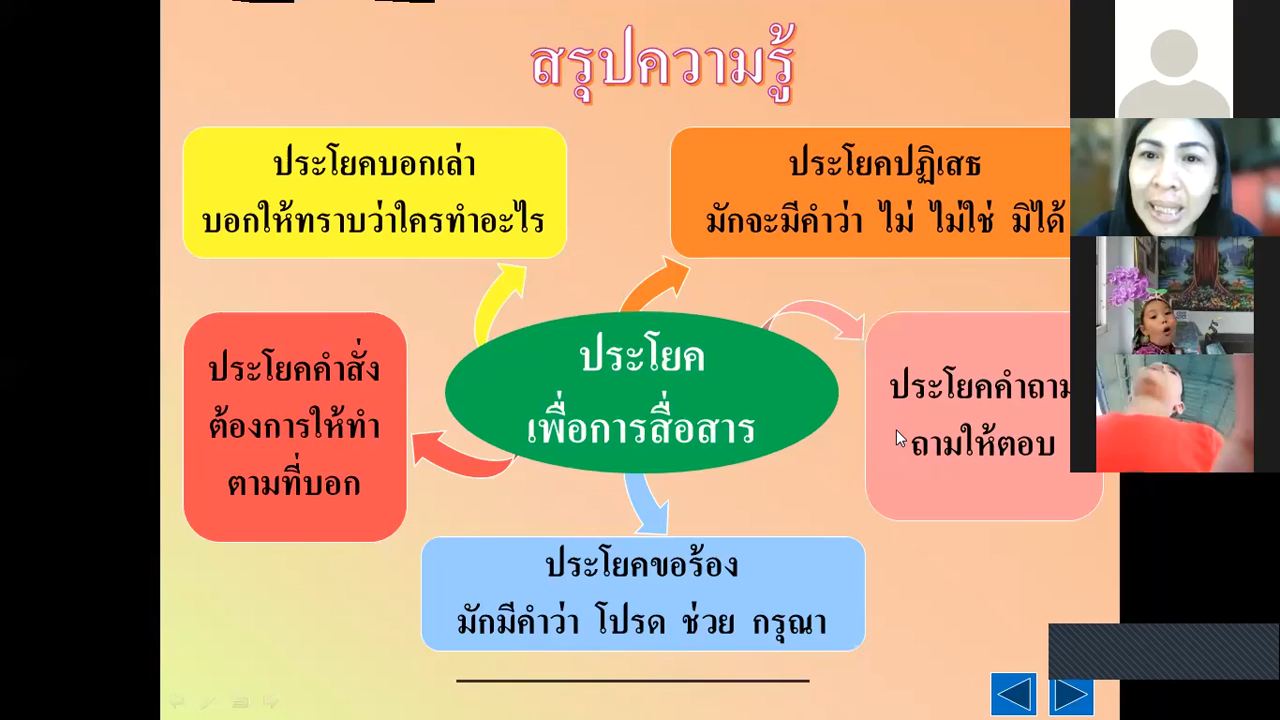 สรุปความรู้
ประโยคบอกเล่า
บอกให้ทราบว่าใครทำอะไร
ประโยคปฏิเสธ
มักจะมีคำว่า ไม่ ไม่ใช่ มิได้
ประโยคคำสั่ง
ต้องการให้ทำ
ตามที่บอก
ประโยค
เพื่อการสื่อสาร
ประโยคคำถาม
ถามให้ตอบ
ประโยคขอร้อง
มักมีคำว่า โปรด ช่วย กรุณา